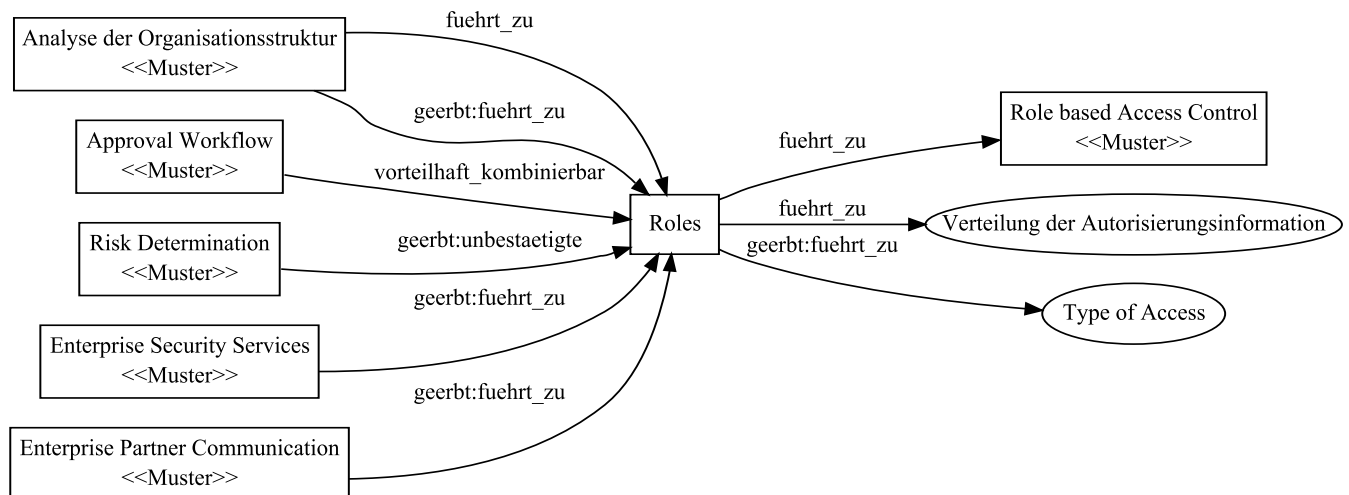 Analyse der Organisationsstruktur
<<Muster>>
fuehrt_zu
geerbt:fuehrt_zu
Approval Workflow
<<Muster>>
vorteilhaft_kombinierbar
Risk Determination
<<Muster>>
geerbt:unbestaetigte
Enterprise Security Services
<<Muster>>
geerbt:fuehrt_zu
Enterprise Partner Communication
<<Muster>>
geerbt:fuehrt_zu
Roles
fuehrt_zu
Role based Access Control
<<Muster>>
fuehrt_zu
Verteilung der Autorisierungsinformation
geerbt:fuehrt_zu
Type of Access